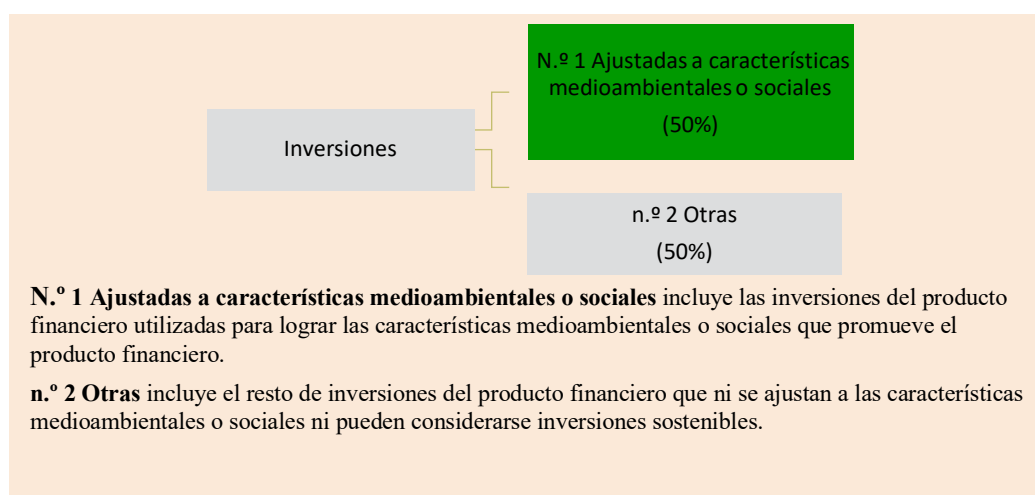 N.º 1 Ajustadas a características
medioambientales o sociales
(50%)
Inversiones
n.º 2 Otras
(50%)
N.º 1 Ajustadas a características medioambientales o sociales incluye las inversiones del producto
financiero utilizadas para lograr las características medioambientales o sociales que promueve el
producto financiero.
n.º 2 Otras incluye el resto de inversiones del producto financiero que ni se ajustan a las características
medioambientales o sociales ni pueden considerarse inversiones sostenibles.